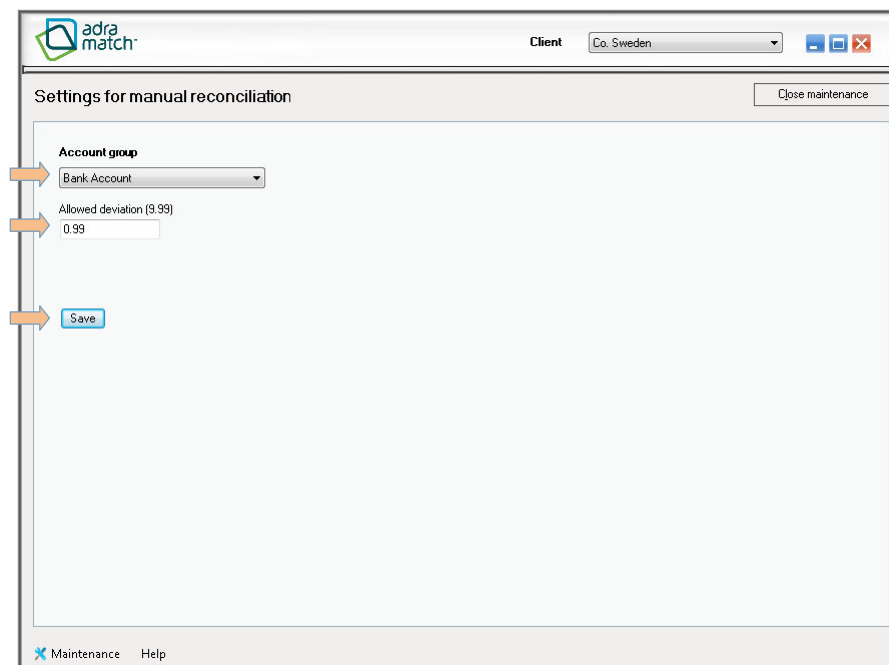 adra
match™
Client
Co. Sweden
Settings for manual reconciliation
Close maintenance
Account group
Bank Account
Allowed deviation (9.99)
0.99
Save
Maintenance
Help